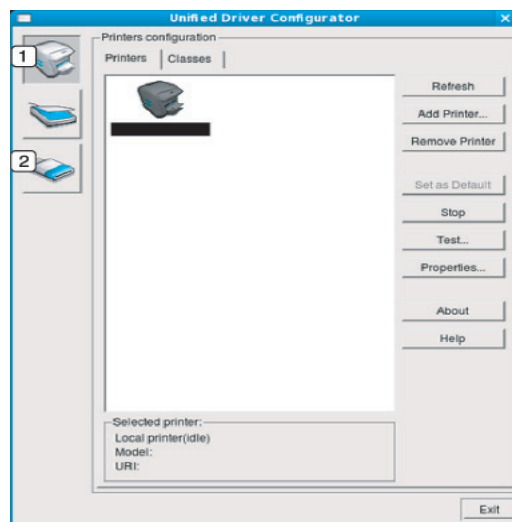 Unified Driver Configurator
Printers configuration
Printers
Classes
1
2
Refresh
Add Printer...
Remove Printer
Set as Default
Stop
Test...
Properties...
About
Help
Selected printer:
Local printer(idle)
Model:
URI:
Exit